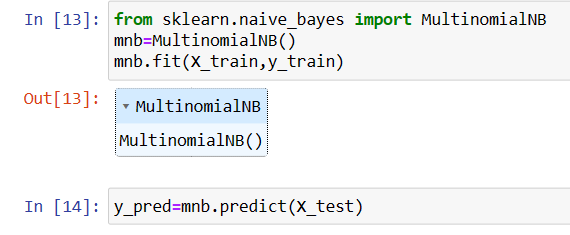 In [13]: from sklearn.naive_bayes import MultinomialNB
mnb=MultinomialNB()
mnb.fit(X_train,y_train)
Out[13]: ▾ MultinomialNB
MultinomialNB()
In [14]: y_pred=mnb.predict(X_test)